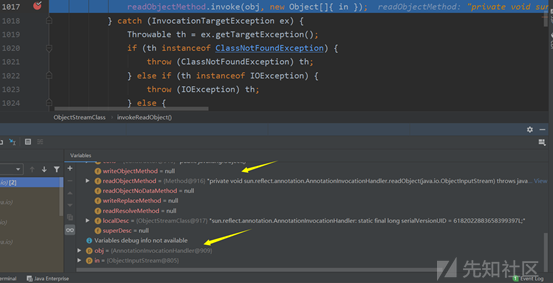 1017 readObjectMethod.invoke(obj, new Object[]{ in }); readObjectMethod: "private void sun
1018 } catch (InvocationTargetException ex) {
1019 Throwable th = ex.getTargetException();
1020 if (th instanceof ClassNotFoundException) {
1021 throw (ClassNotFoundException) th;
1022 } else if (th instanceof IOException) {
1023 throw (IOException) th;
1024 } else {
ObjectStreamClass › invokeReadObject()
Variables
writeObjectMethod = null
readObjectMethod = {Method@916} "private void sun.reflect.annotation.AnnotationInvocationHandler.readObject(java.io.ObjectInputStream) throws java... View
readObjectNoDataMethod = null
writeReplaceMethod = null
readResolveMethod = null
localDesc = {ObjectStreamClass@917} "sun.reflect.annotation.AnnotationInvocationHandler: static final long serialVersionUID = 6182022883658399397L;"
superDesc = null
Variables debug info not available
obj = {AnnotationInvocationHandler@909}
in = {ObjectInputStream@805}
Terminal Java Enterprise
Event Log
先知社区